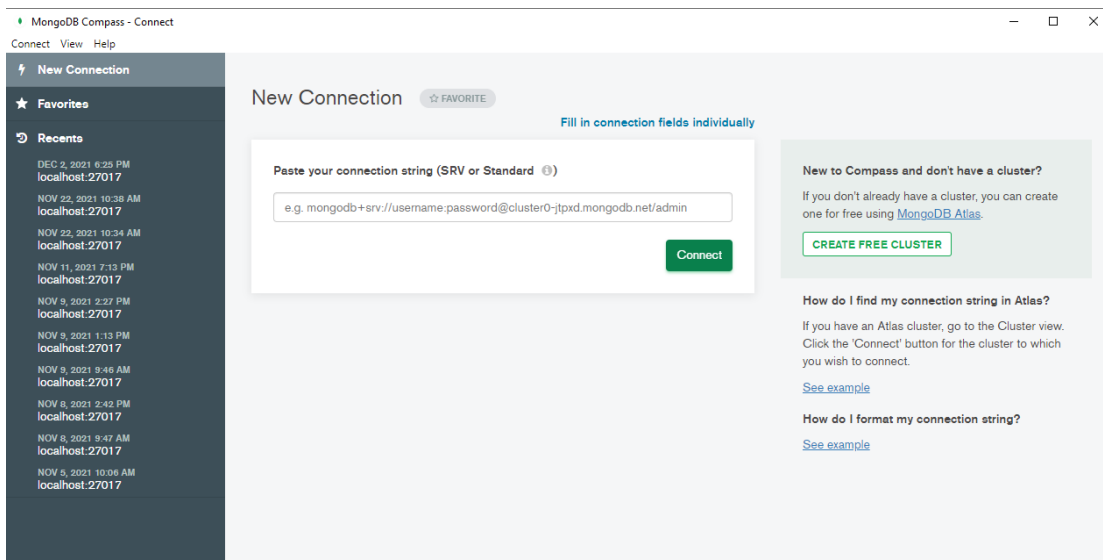 MongoDB Compass - Connect
Connect View Help
New Connection
Favorites
Recents
DEC 2, 2021 6:25 PM
localhost:27017
NOV 22, 2021 10:38 AM
localhost:27017
NOV 22, 2021 10:34 AM
localhost:27017
NOV 11, 2021 7:13 PM
localhost:27017
NOV 9, 2021 2:27 PM
localhost:27017
NOV 9, 2021 1:13 PM
localhost:27017
NOV 9, 2021 9:46 AM
localhost:27017
NOV 8, 2021 2:42 PM
localhost:27017
NOV 8, 2021 9:47 AM
localhost:27017
NOV 5, 2021 10:06 AM
localhost:27017
New Connection
FAVORITE
Fill in connection fields individually
Paste your connection string (SRV or Standard )
e.g. mongodb+srv://username:password@cluster0-jtpxd.mongodb.net/admin
Connect
New to Compass and don't have a cluster?
If you don't already have a cluster, you can create
one for free using MongoDB Atlas.
CREATE FREE CLUSTER
How do I find my connection string in Atlas?
If you have an Atlas cluster, go to the Cluster view.
Click the 'Connect' button for the cluster to which
you wish to connect.
See example
How do I format my connection string?
See example